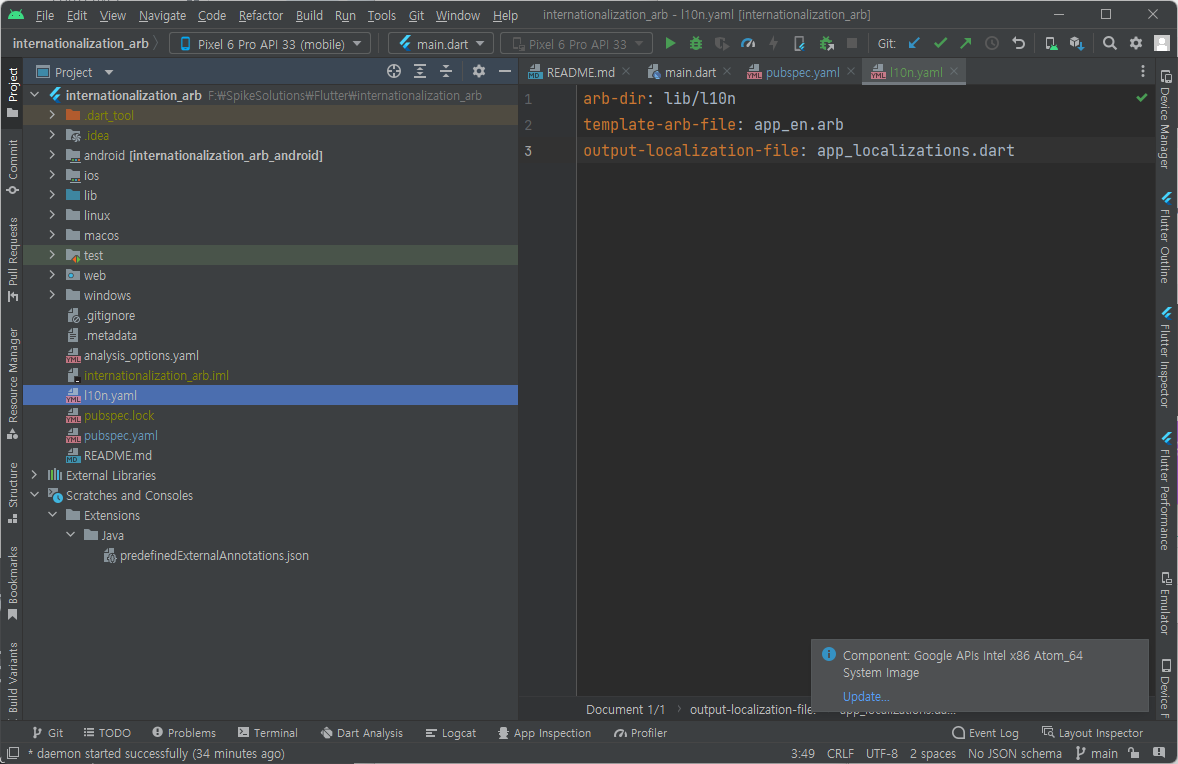 File Edit View Navigate Code Refactor Build Run Tools Git Window Help internationalization_arb - l10n.yaml [internationalization_arb]
internationalization_arb Pixel 6 Pro API 33 (mobile) main.dart Pixel 6 Pro API 33 Git:
Project
README.md main.dart pubspec.yaml l10n.yaml
internationalization_arb F:₩SpikeSolutions₩Flutter₩internationalization_arb
.dart_tool
.idea
android [internationalization_arb_android]
ios
lib
linux
macos
test
web
windows
.gitignore
.metadata
analysis_options.yaml
internationalization_arb.iml
l10n.yaml
pubspec.lock
pubspec.yaml
README.md
External Libraries
Scratches and Consoles
Extensions
Java
predefinedExternalAnnotations.json
1 arb-dir: lib/l10n
2 template-arb-file: app_en.arb
3 output-localization-file: app_localizations.dart
Project
Commit
Pull Requests
Resource Manager
Structure
Bookmarks
Build Variants
Device Manager
Flutter Outline
Flutter Inspector
Flutter Performance
Emulator
Device F
Component: Google APIs Intel x86 Atom_64
System Image
Update...
Document 1/1 output-localization-file:
Git TODO Problems Terminal Dart Analysis Logcat App Inspection Profiler Event Log Layout Inspector
* daemon started successfully (34 minutes ago) 3:49 CRLF UTF-8 2 spaces No JSON schema main